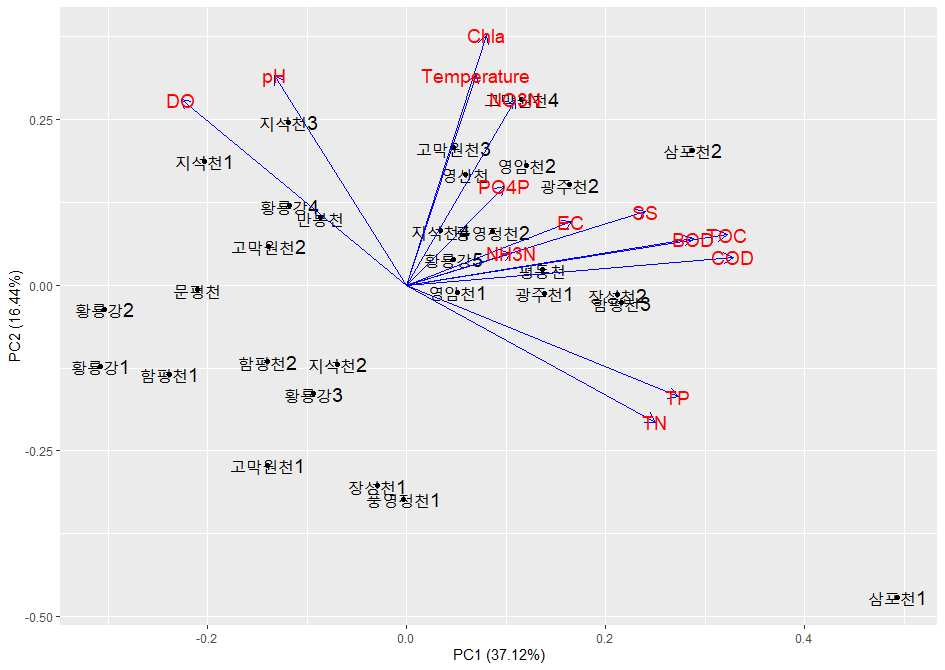 Chla
pH
Temperature
DO
NO3N
고막원천4
지석천3
0.25
고막원천3
삼포천2
지석천1
영암천2
영산천
PO4P
광주천2
황룡강4
SS
EC
지석천4
풍영정천2
TOC
BOD
고막원천2
NH3N
COD
황룡강5
평동천
0.00
문평천
영암천1
광주천1
장성천2
함평천3
황룡강2
함평천2
지석천2
황룡강1
함평천1
황룡강3
TP
TN
-0.25
고막원천1
장성천1
풍영정천1
삼포천1
-0.50
-0.2
0.0
0.2
0.4
PC1 (37.12%)
PC2 (16.44%)